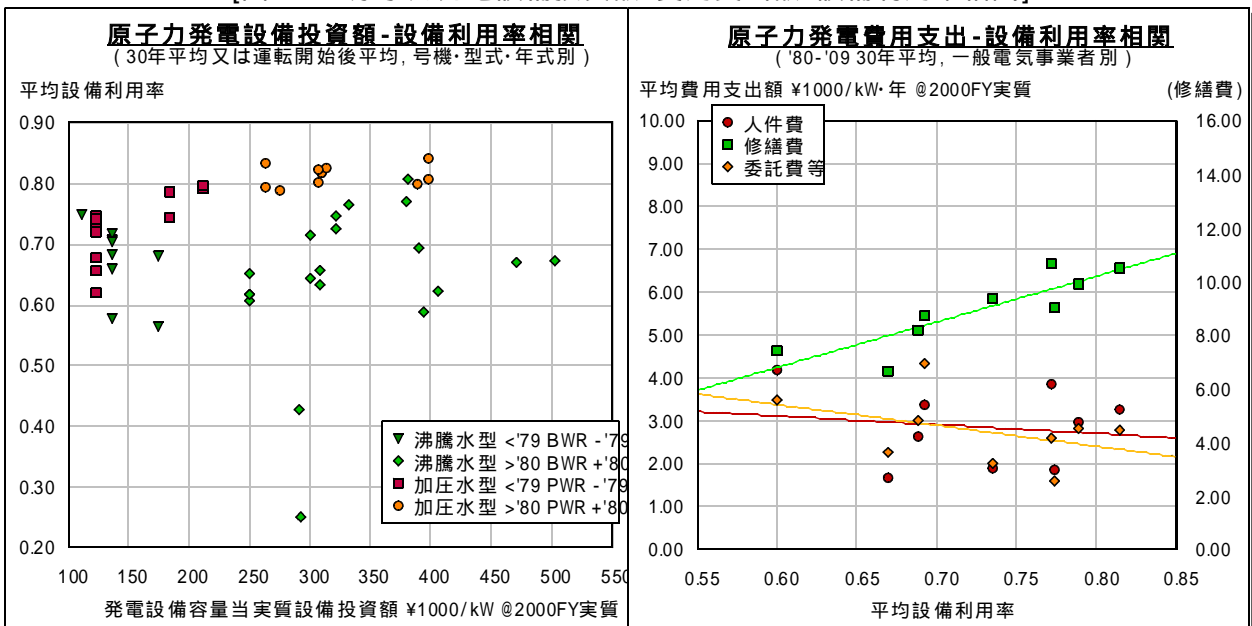 原子力発電設備投資額-設備利用率相関
( 30年平均又は運転開始後平均, 号機･型式･年式別 )
平均設備利用率
0.90
0.80
0.70
0.60
0.50
0.40
0.30
0.20
沸騰水型 <'79 BWR -'79
沸騰水型 >'80 BWR +'80
加圧水型 <'79 PWR -'79
加圧水型 >'80 PWR +'80
100 150 200 250 300 350 400 450 500 550
発電設備容量当実質設備投資額 ¥1000/kW @2000FY実質
原子力発電費用支出-設備利用率相関
( '80-'09 30年平均, 一般電気事業者別 )
平均費用支出額 ¥1000/kW･年 @2000FY実質 (修繕費)
人件費
修繕費
委託費等
10.00 16.00
9.00 14.00
8.00 12.00
7.00 10.00
6.00 8.00
5.00 6.00
4.00 4.00
3.00 2.00
2.00 0.00
1.00
0.00
0.55 0.60 0.65 0.70 0.75 0.80 0.85
平均設備利用率